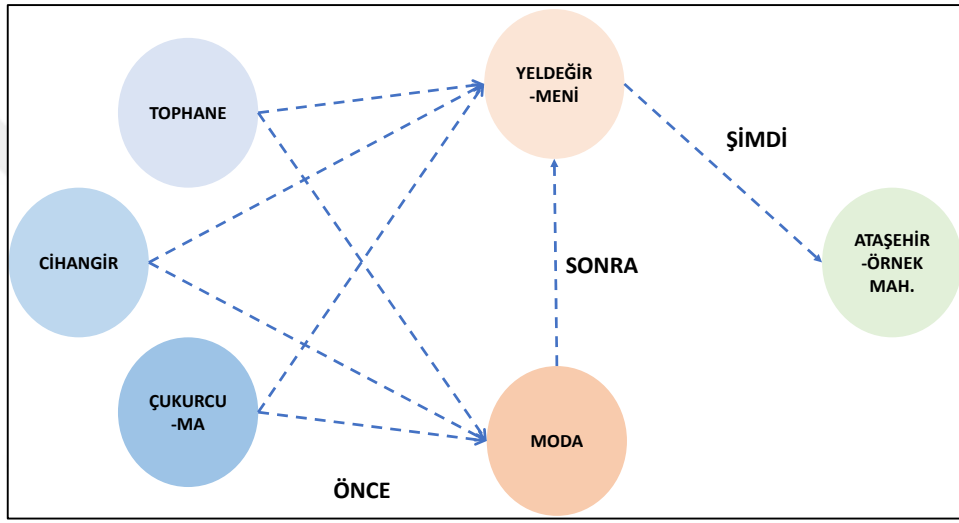 TOPHANE
CİHANGİR
ÇUKURCU
-MA
ÖNCE
YELDEĞİR
-MENİ
SONRA
MODA
ŞİMDİ
ATAŞEHİR
-ÖRNEK
MAH.